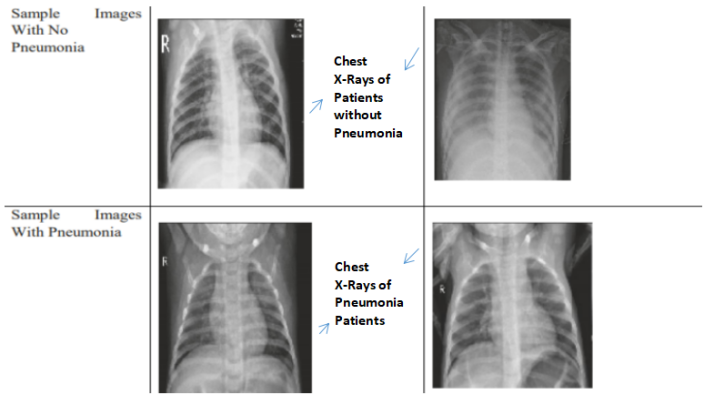 Sample Images
With No
Pneumonia
R
Chest
X-Rays of
Patients
without
Pneumonia
Sample Images
With Pneumonia
R
Chest
X-Rays of
Pneumonia
Patients
R